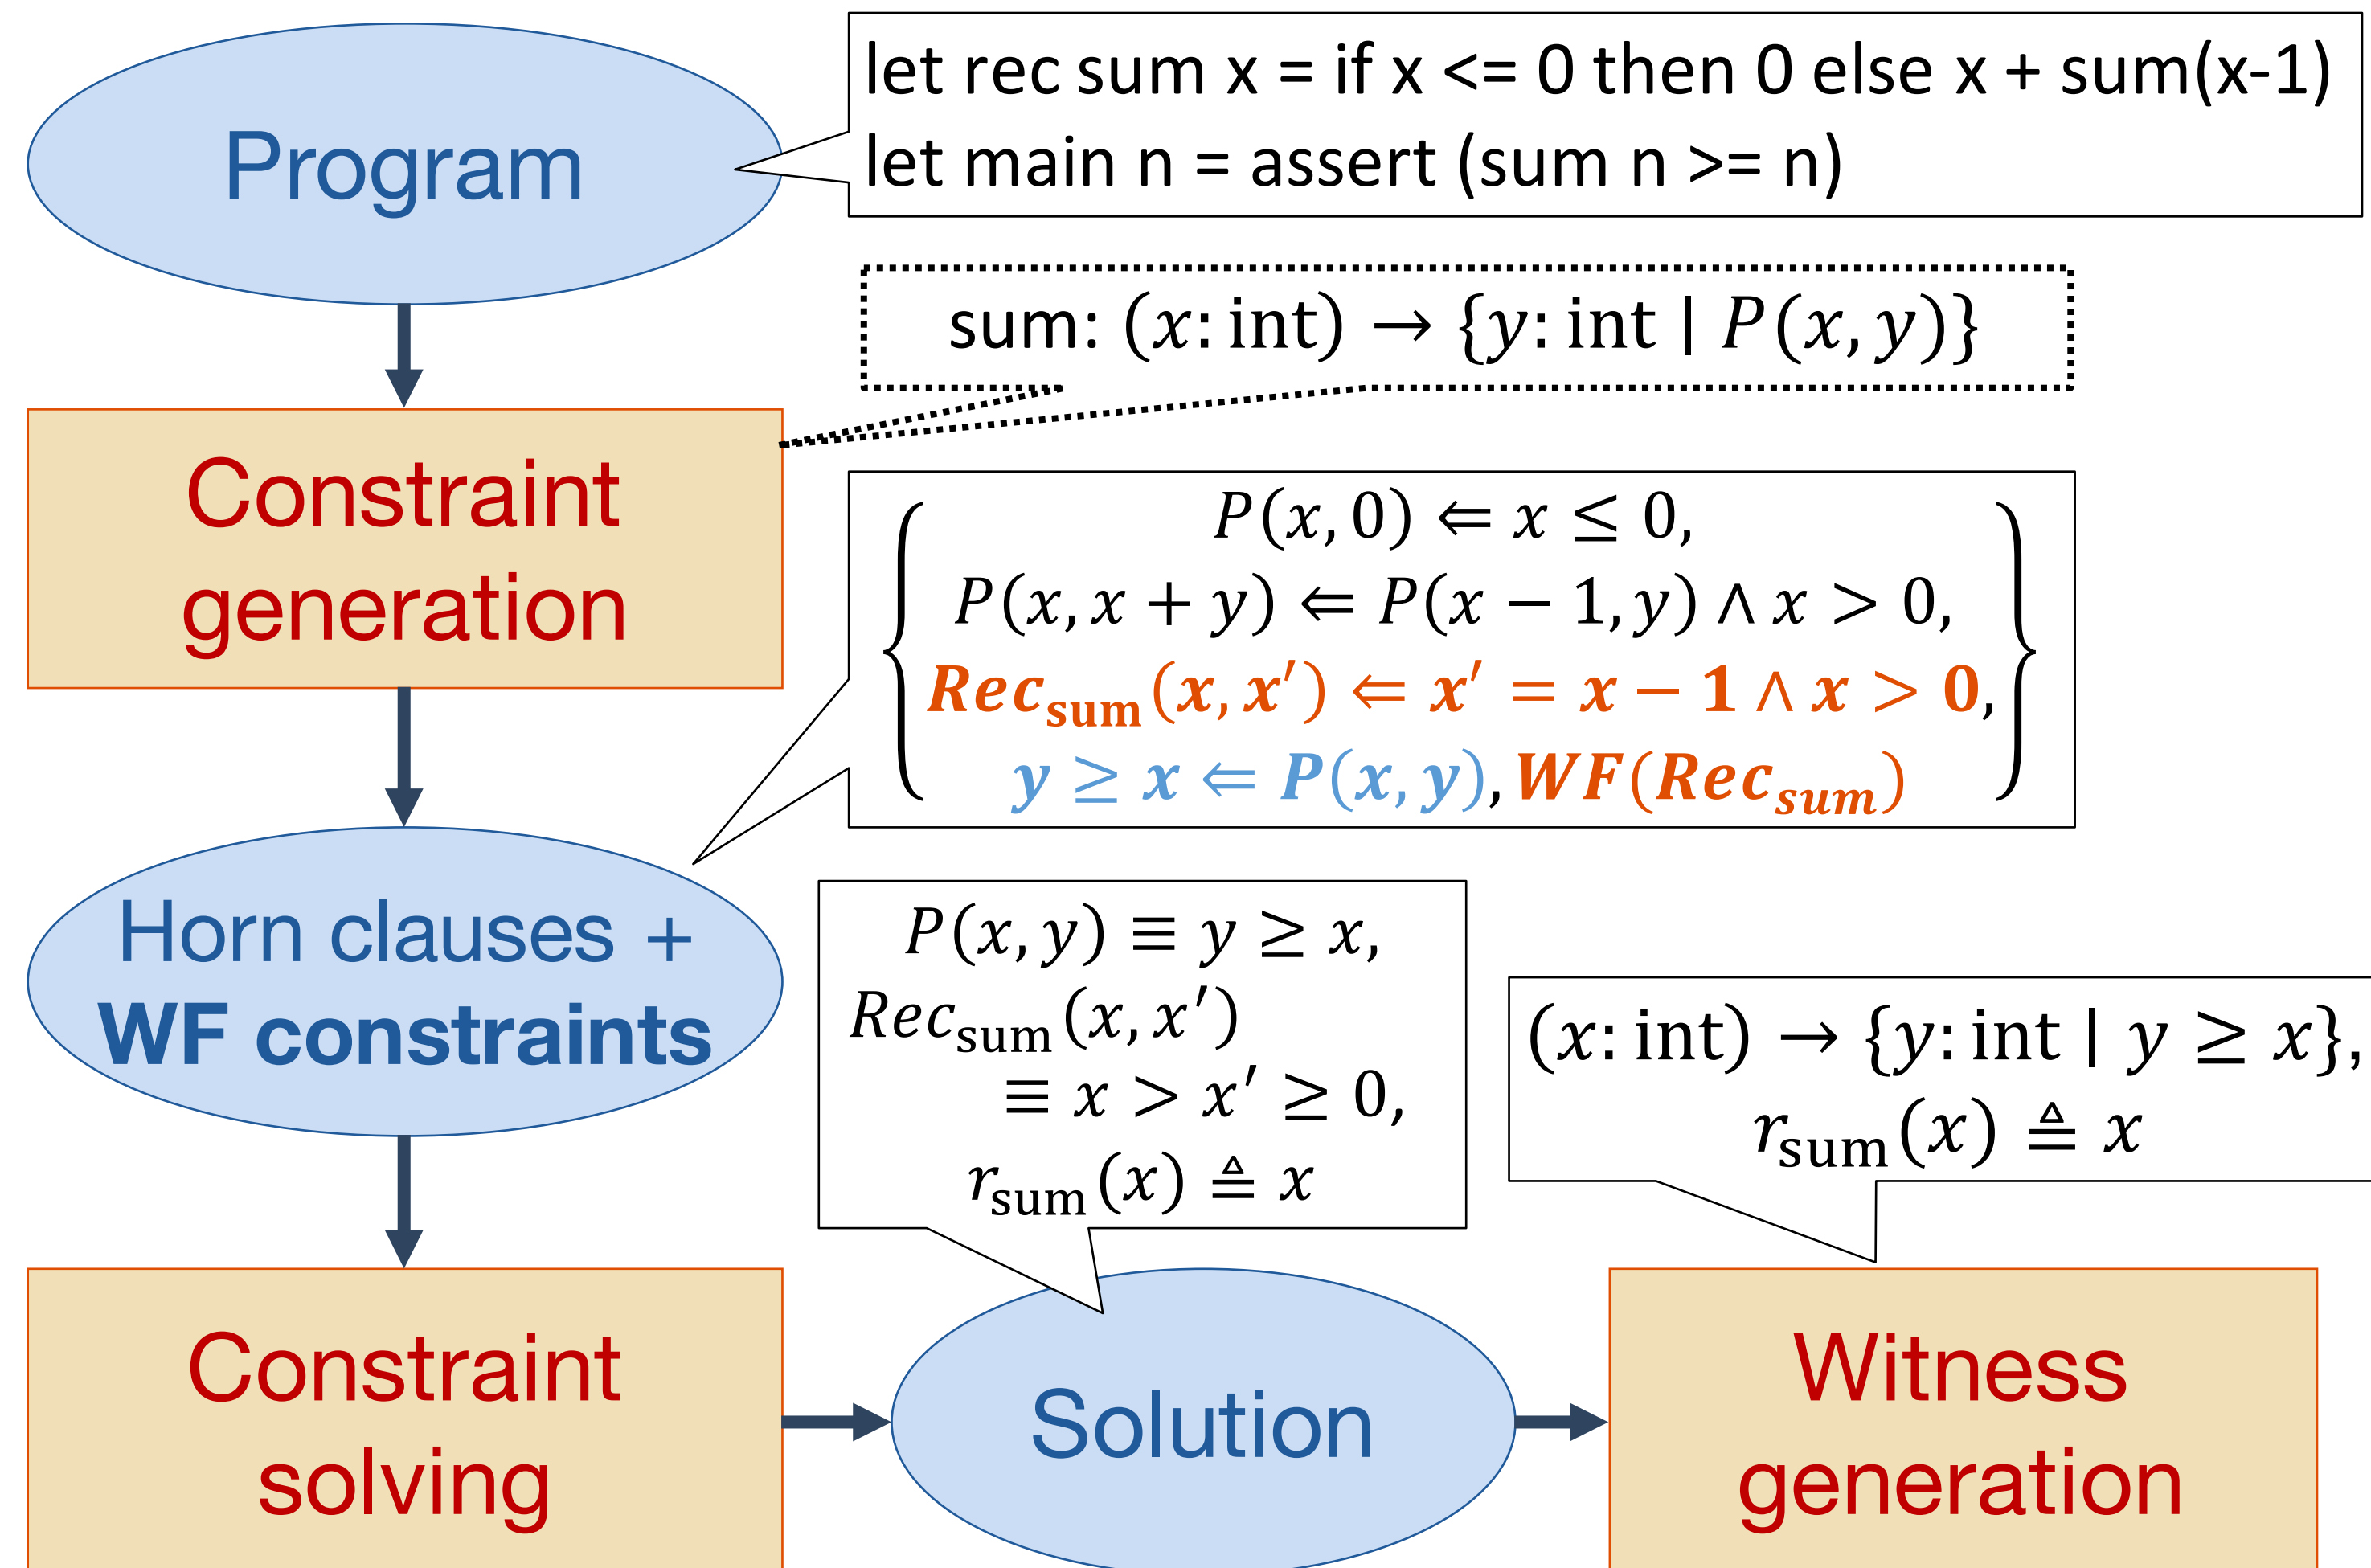 Program
let rec sum x = if x <= 0 then 0 else x + sum(x-1)
let main n = assert (sum n >= n)
sum: (x: int) → {y: int | P(x, y)}
Constraint
generation
P(x, 0) ⇐ x ≤ 0,
P(x, x + y) ⇐ P(x − 1, y) ∧ x > 0,
Rec_sum(x, x′) ⇐ x′ = x − 1 ∧ x > 0,
y ≥ x ⇐ P(x, y), WF(Rec_sum)
Horn clauses +
WF constraints
P(x, y) ≡ y ≥ x,
Rec_sum(x, x′)
≡ x > x′ ≥ 0,
r_sum(x) ≜ x
(x: int) → {y: int | y ≥ x},
r_sum(x) ≜ x
Constraint
solving
Solution
Witness
generation